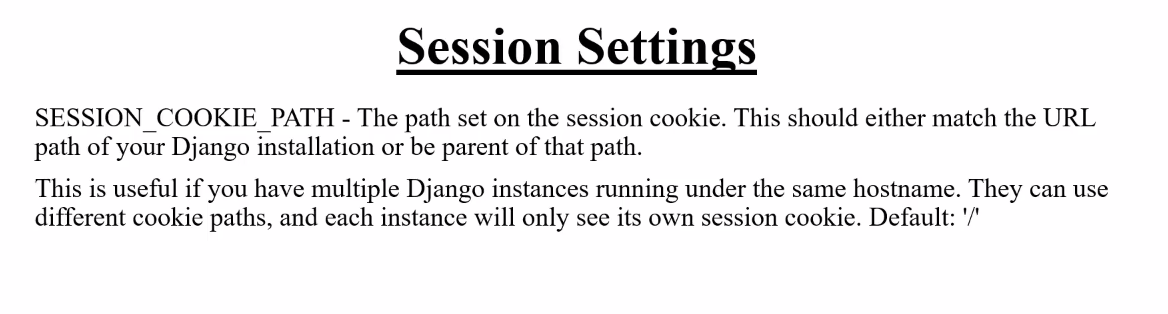 Session Settings
SESSION_COOKIE_PATH - The path set on the session cookie. This should either match the URL
path of your Django installation or be parent of that path.
This is useful if you have multiple Django instances running under the same hostname. They can use
different cookie paths, and each instance will only see its own session cookie. Default: '/'